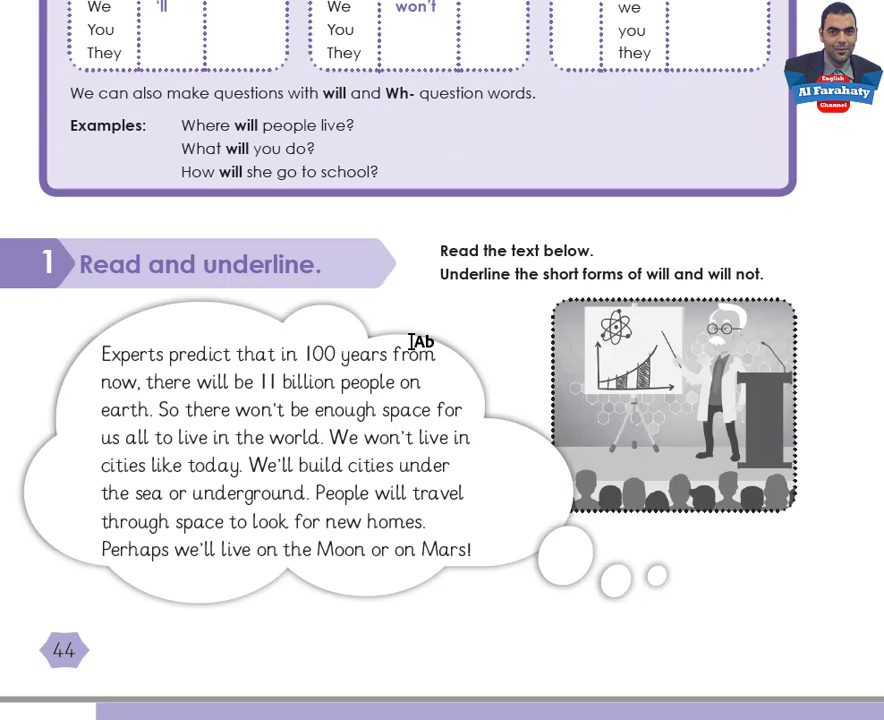 We 'll We won't we
You You you
They They they
English
Al Farahaty
Channel
We can also make questions with will and Wh- question words.
Examples: Where will people live?
What will you do?
How will she go to school?
1 Read and underline.
Read the text below.
Underline the short forms of will and will not.
Ab
Experts predict that in 100 years from
now, there will be 11 billion people on
earth. So there won't be enough space for
us all to live in the world. We won't live in
cities like today. We'll build cities under
the sea or underground. People will travel
through space to look for new homes.
Perhaps we'll live on the Moon or on Mars!
44